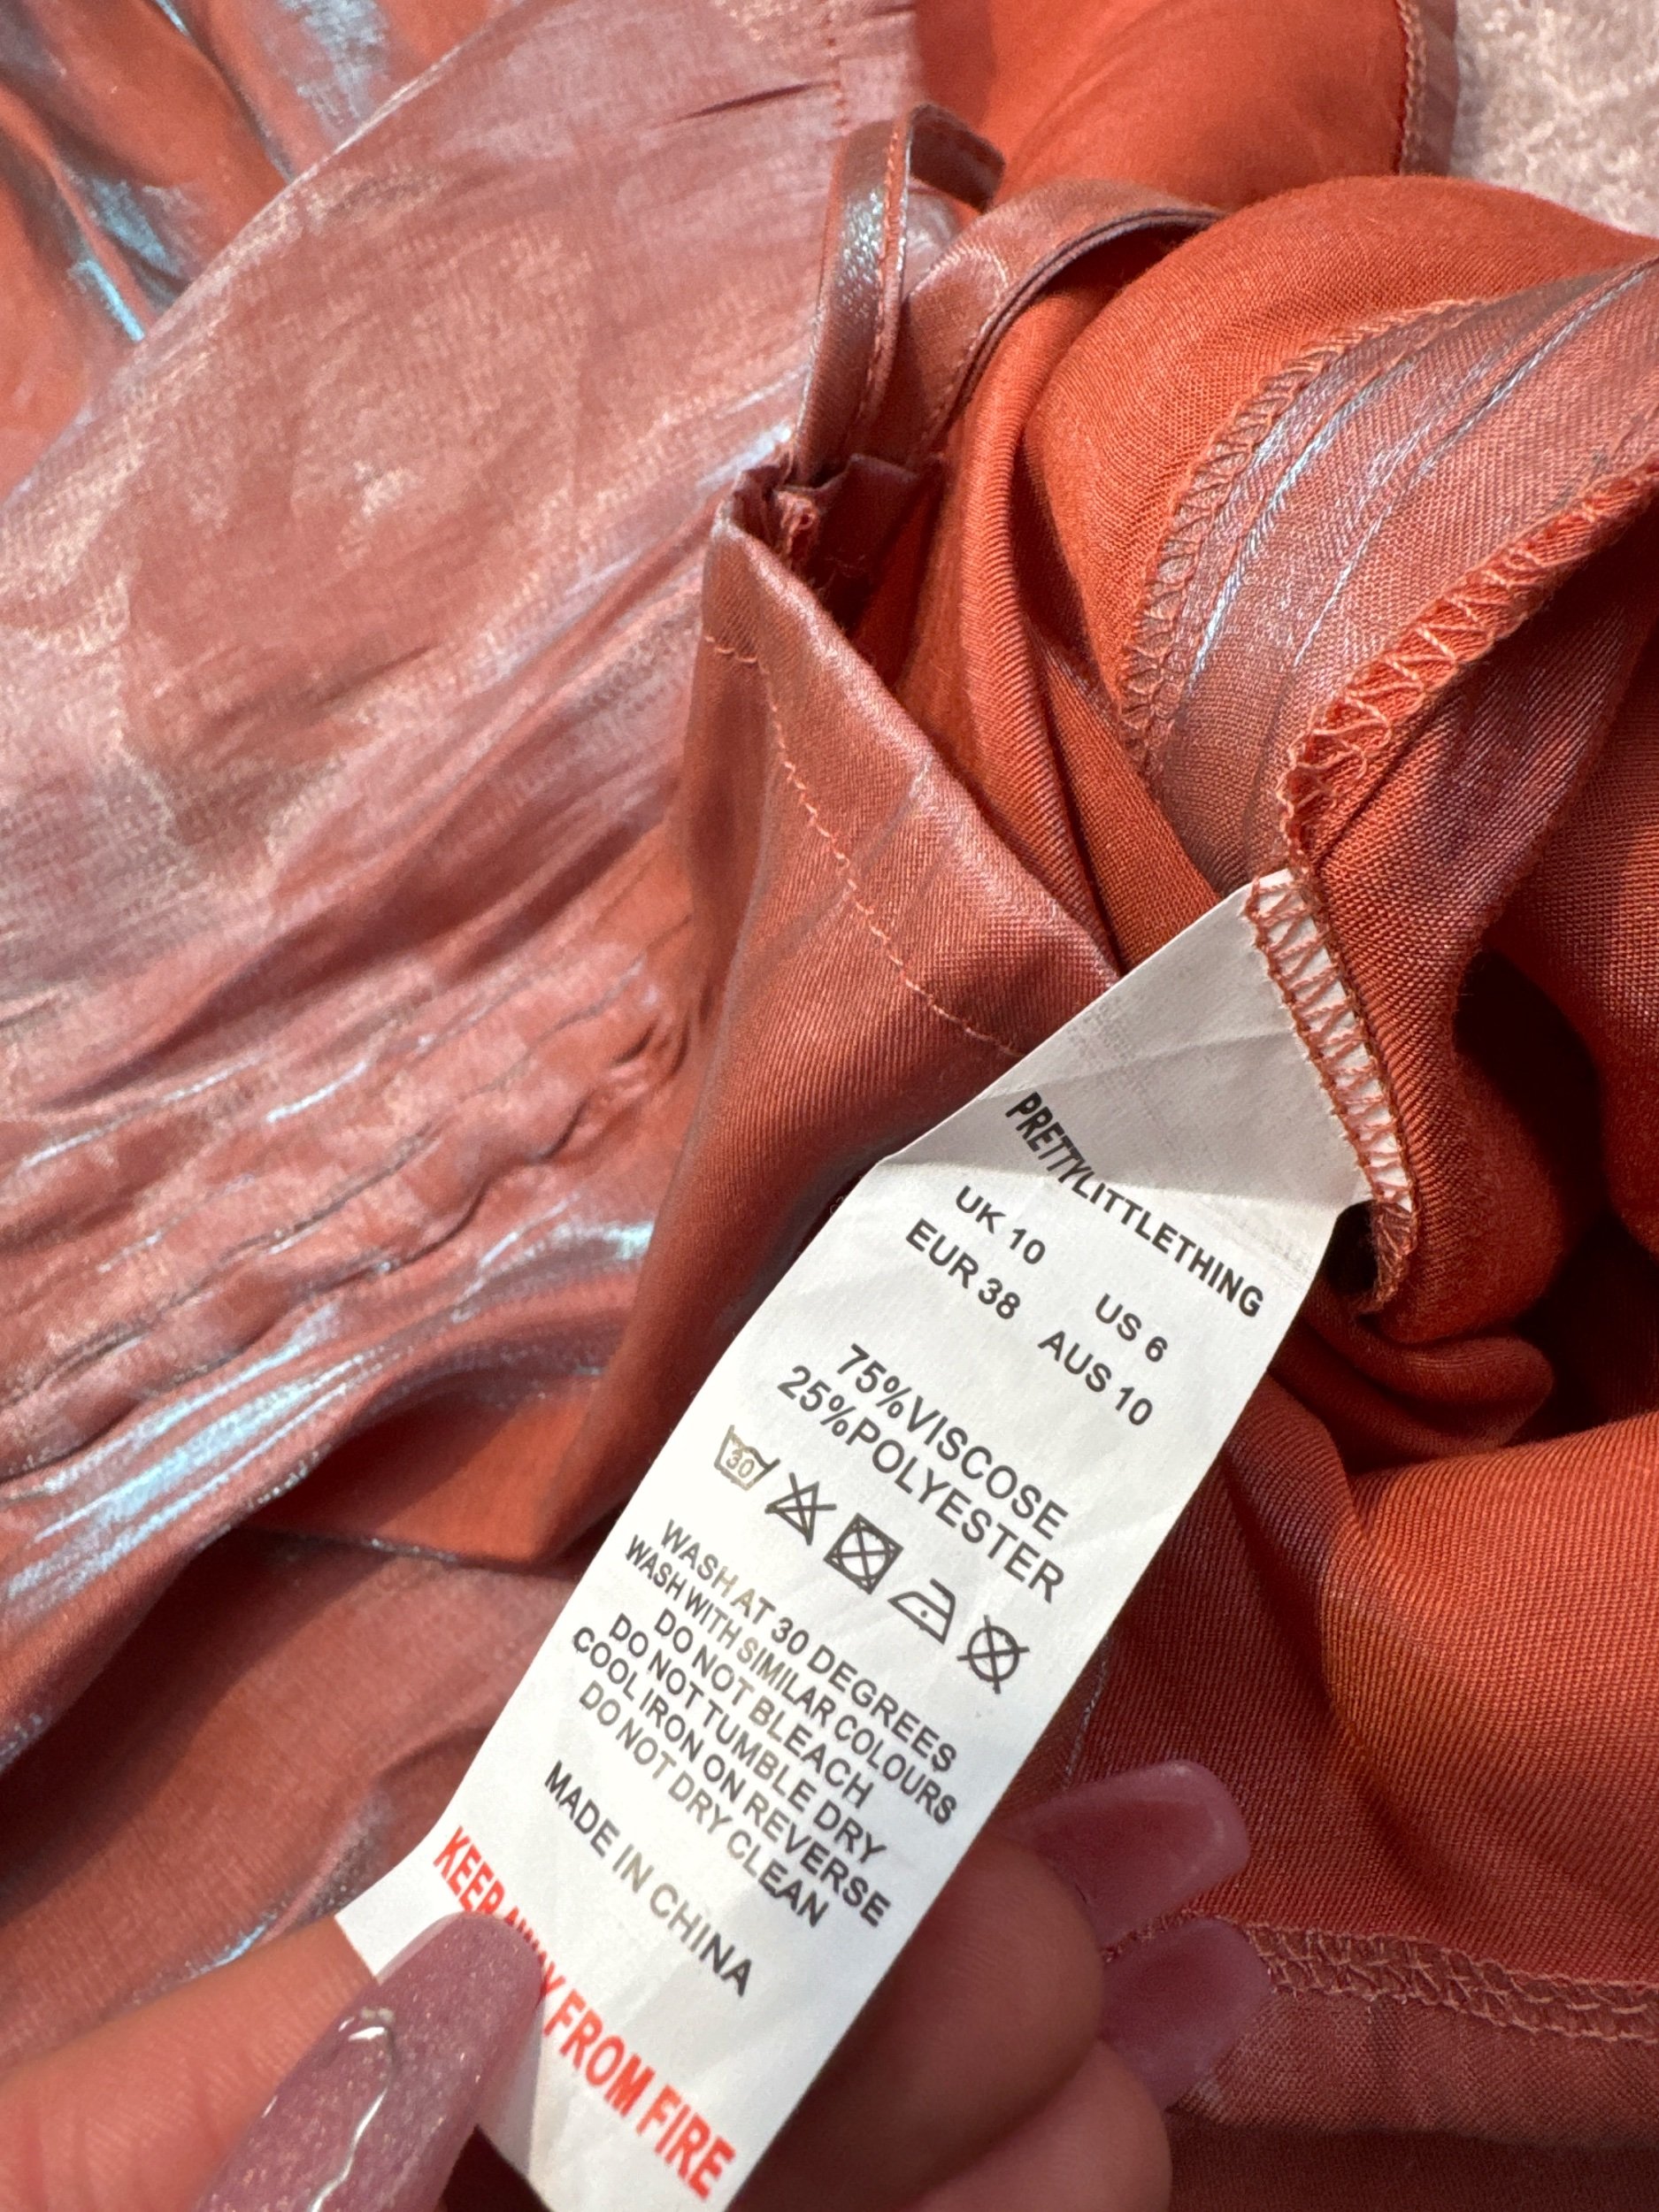 PRETTYLITTLETHING
UK 10 US 6
EUR 38 AUS 10
75%VISCOSE
25%POLYESTER
30
WASH AT 30 DEGREES
WASH WITH SIMILAR COLOURS
DO NOT BLEACH
DO NOT TUMBLE DRY
COOL IRON ON REVERSE
DO NOT DRY CLEAN
MADE IN CHINA
KEEP AWAY FROM FIRE